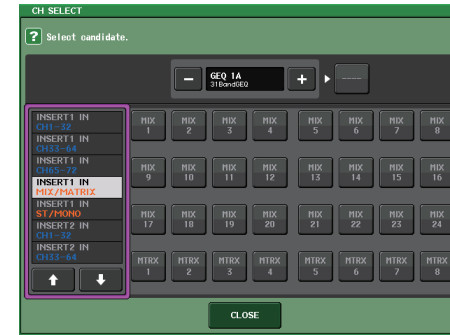 CH SELECT
? Select candidate.
- GEQ 1A +
31BandGEQ
INSERT1 IN
CH1-32
INSERT1 IN
CH33-64
INSERT1 IN
CH65-72
INSERT1 IN
MIX/MATRIX
INSERT1 IN
ST/MONO
INSERT2 IN
CH1-32
INSERT2 IN
CH33-64
MIX 1 MIX 2 MIX 3 MIX 4 MIX 5 MIX 6 MIX 7 MIX 8
MIX 9 MIX 10 MIX 11 MIX 12 MIX 13 MIX 14 MIX 15 MIX 16
MIX 17 MIX 18 MIX 19 MIX 20 MIX 21 MIX 22 MIX 23 MIX 24
MTRX 1 MTRX 2 MTRX 3 MTRX 4 MTRX 5 MTRX 6 MTRX 7 MTRX 8
CLOSE